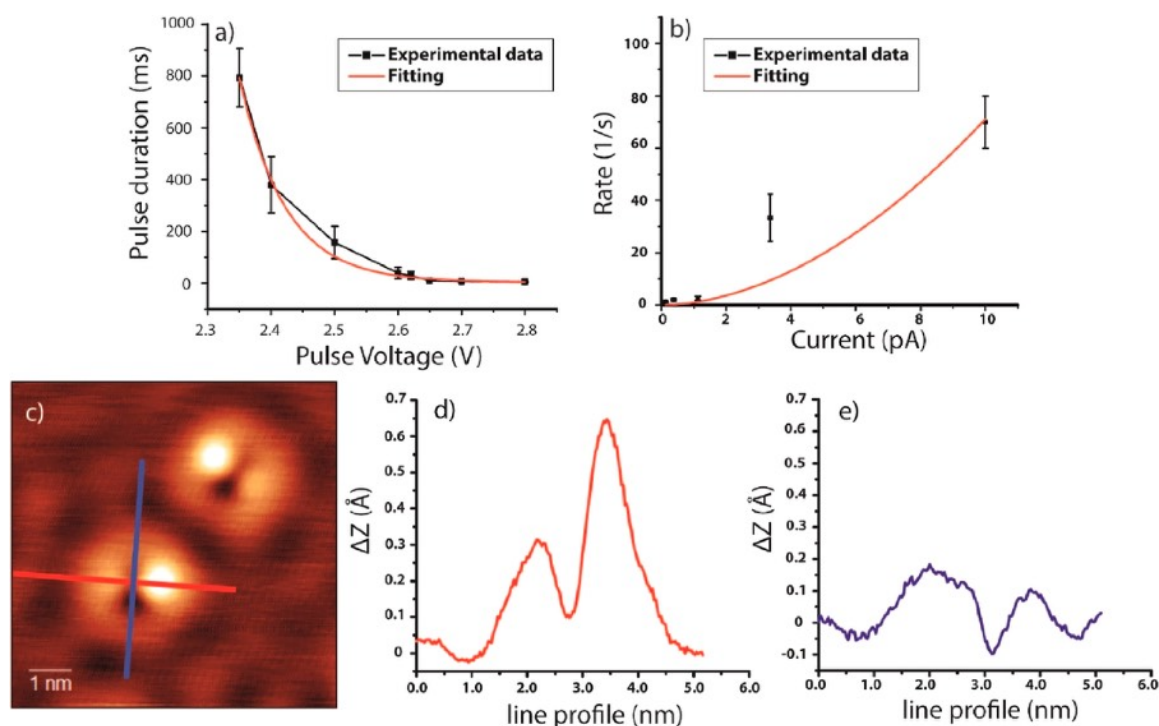 a)
Experimental data
Fitting
1000
800
600
400
200
0
Pulse duration (ms)
2.3 2.4 2.5 2.6 2.7 2.8
Pulse Voltage (V)
b)
Experimental data
Fitting
100
80
60
40
20
0
Rate (1/s)
0 2 4 6 8 10
Current (pA)
c)
1 nm
d)
0.7
0.6
0.5
0.4
0.3
0.2
0.1
0
ΔZ (Å)
0.0 1.0 2.0 3.0 4.0 5.0 6.0
line profile (nm)
e)
0.7
0.6
0.5
0.4
0.3
0.2
0.1
0
-0.1
ΔZ (Å)
0.0 1.0 2.0 3.0 4.0 5.0 6.0
line profile (nm)